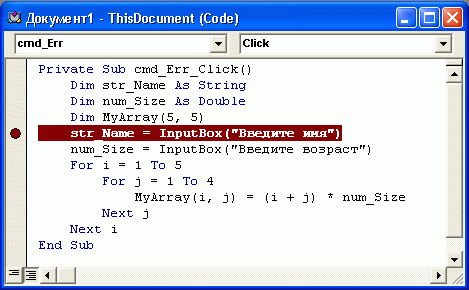 Документ1 - ThisDocument (Code)
cmd_Err Click
Private Sub cmd_Err_Click()
Dim str_Name As String
Dim num_Size As Double
Dim MyArray(5, 5)
str_Name = InputBox("Введите имя")
num_Size = InputBox("Введите возраст")
For i = 1 To 5
For j = 1 To 4
MyArray(i, j) = (i + j) * num_Size
Next j
Next i
End Sub